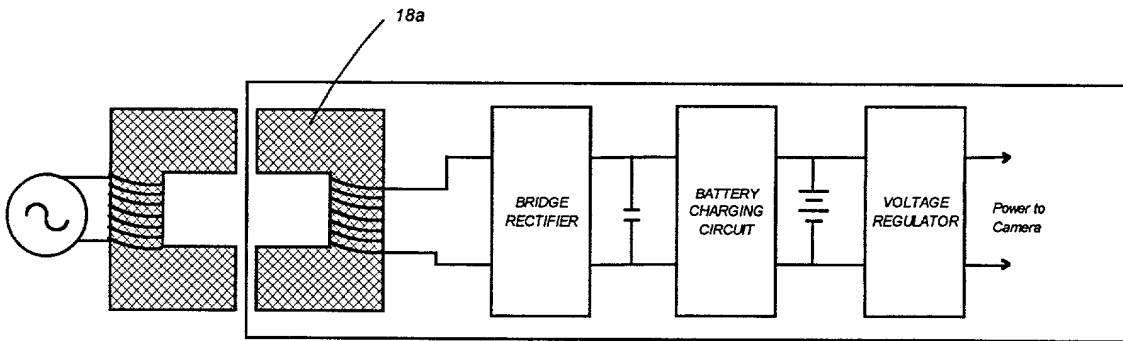 18a
BRIDGE
RECTIFIER
BATTERY
CHARGING
CIRCUIT
VOLTAGE
REGULATOR
Power to
Camera